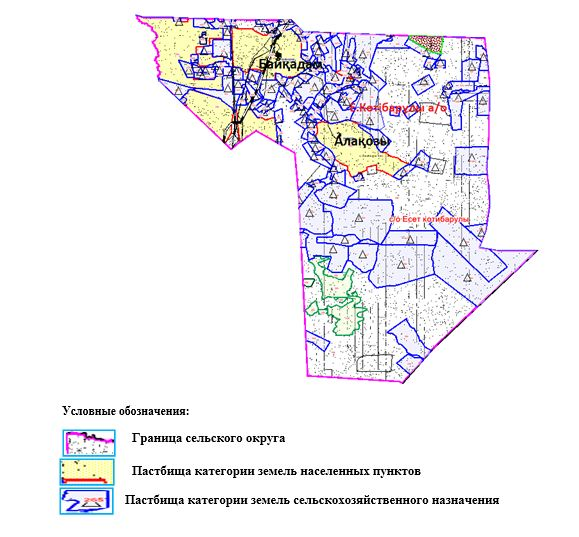 Байқадам
Е.Котібарұлы а/о
Алақозы
с/о Есет котибарулы
Условные обозначения:
Граница сельского округа
Пастбища категории земель населенных пунктов
Пастбища категории земель сельскохозяйственного назначения